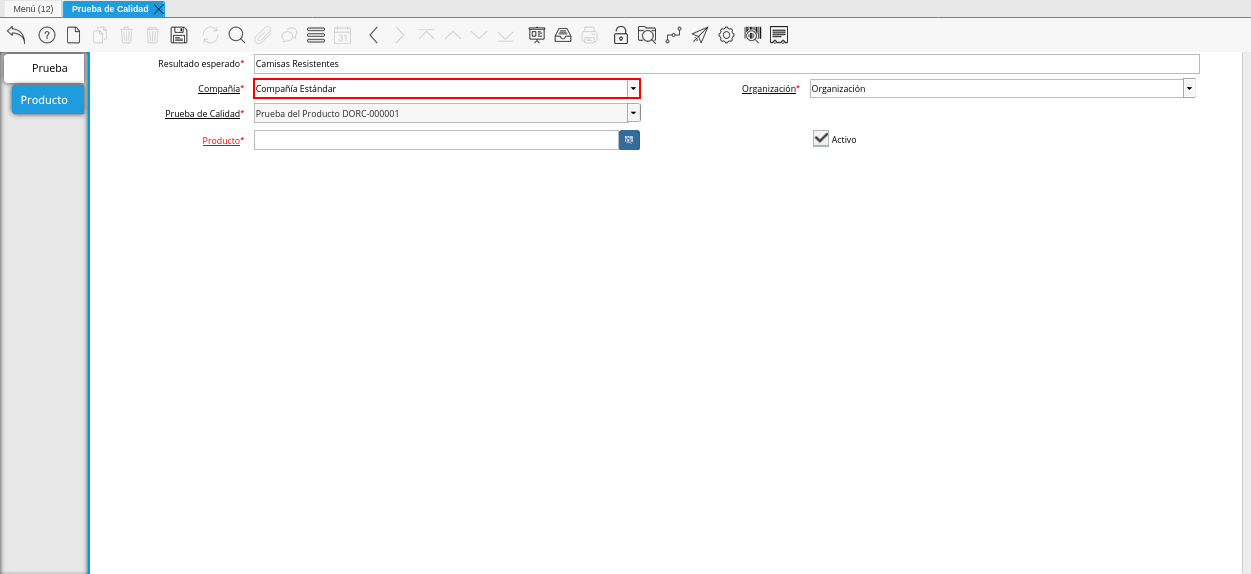 Menú (12) Prueba de Calidad
31
Prueba
Producto
Resultado esperado* Camisas Resistentes
Compañía* Compañía Estándar Organización* Organización
Prueba de Calidad* Prueba del Producto DORC-000001
Producto* Activo